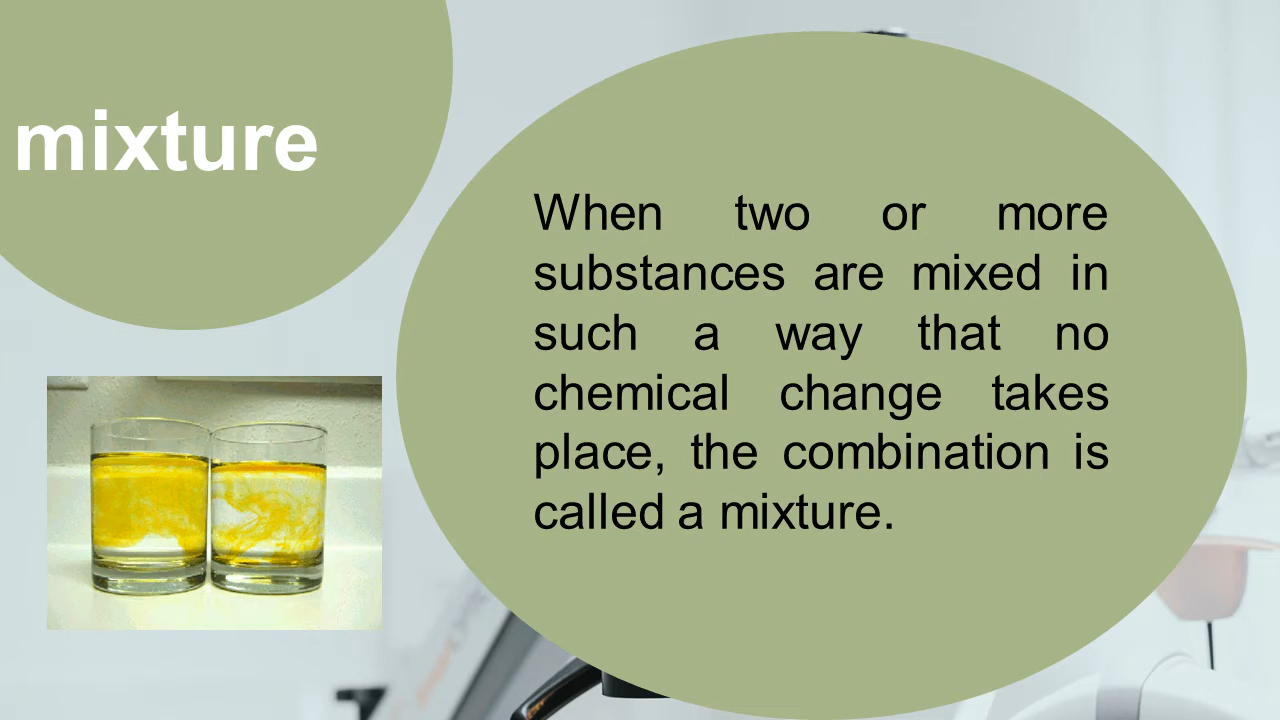 mixture
When two or more
substances are mixed in
such a way that no
chemical change takes
place, the combination is
called a mixture.